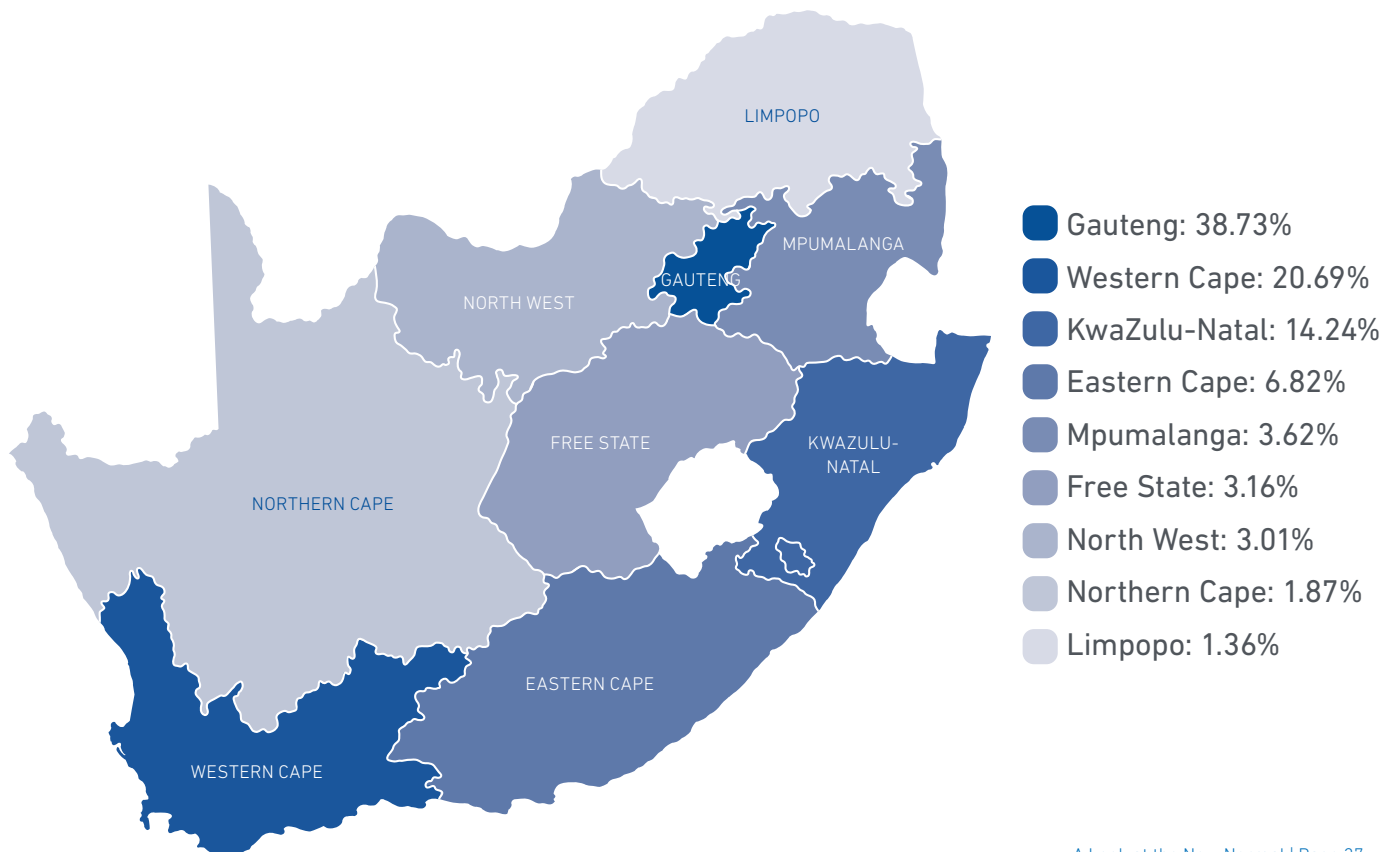 LIMPOPO
MPUMALANGA
GAUTENG
NORTH WEST
FREE STATE
KWAZULU-
NATAL
NORTHERN CAPE
EASTERN CAPE
WESTERN CAPE
Gauteng: 38.73%
Western Cape: 20.69%
KwaZulu-Natal: 14.24%
Eastern Cape: 6.82%
Mpumalanga: 3.62%
Free State: 3.16%
North West: 3.01%
Northern Cape: 1.87%
Limpopo: 1.36%